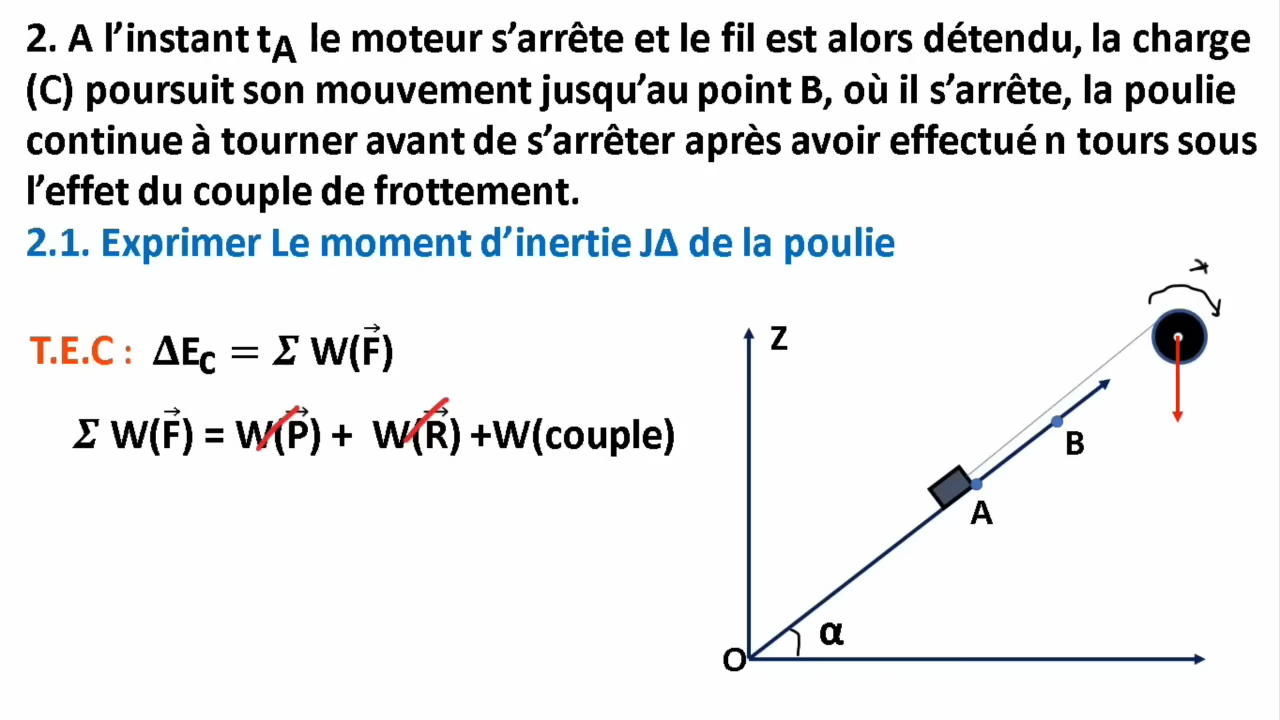 2. A l’instant tA le moteur s’arrête et le fil est alors détendu, la charge
(C) poursuit son mouvement jusqu’au point B, où il s’arrête, la poulie
continue à tourner avant de s’arrêter après avoir effectué n tours sous
l’effet du couple de frottement.
2.1. Exprimer Le moment d’inertie JΔ de la poulie
T.E.C : ΔEc = Σ W(F⃗)
Σ W(F⃗) = W(P⃗) + W(R⃗) +W(couple)
Z
B
A
α
O